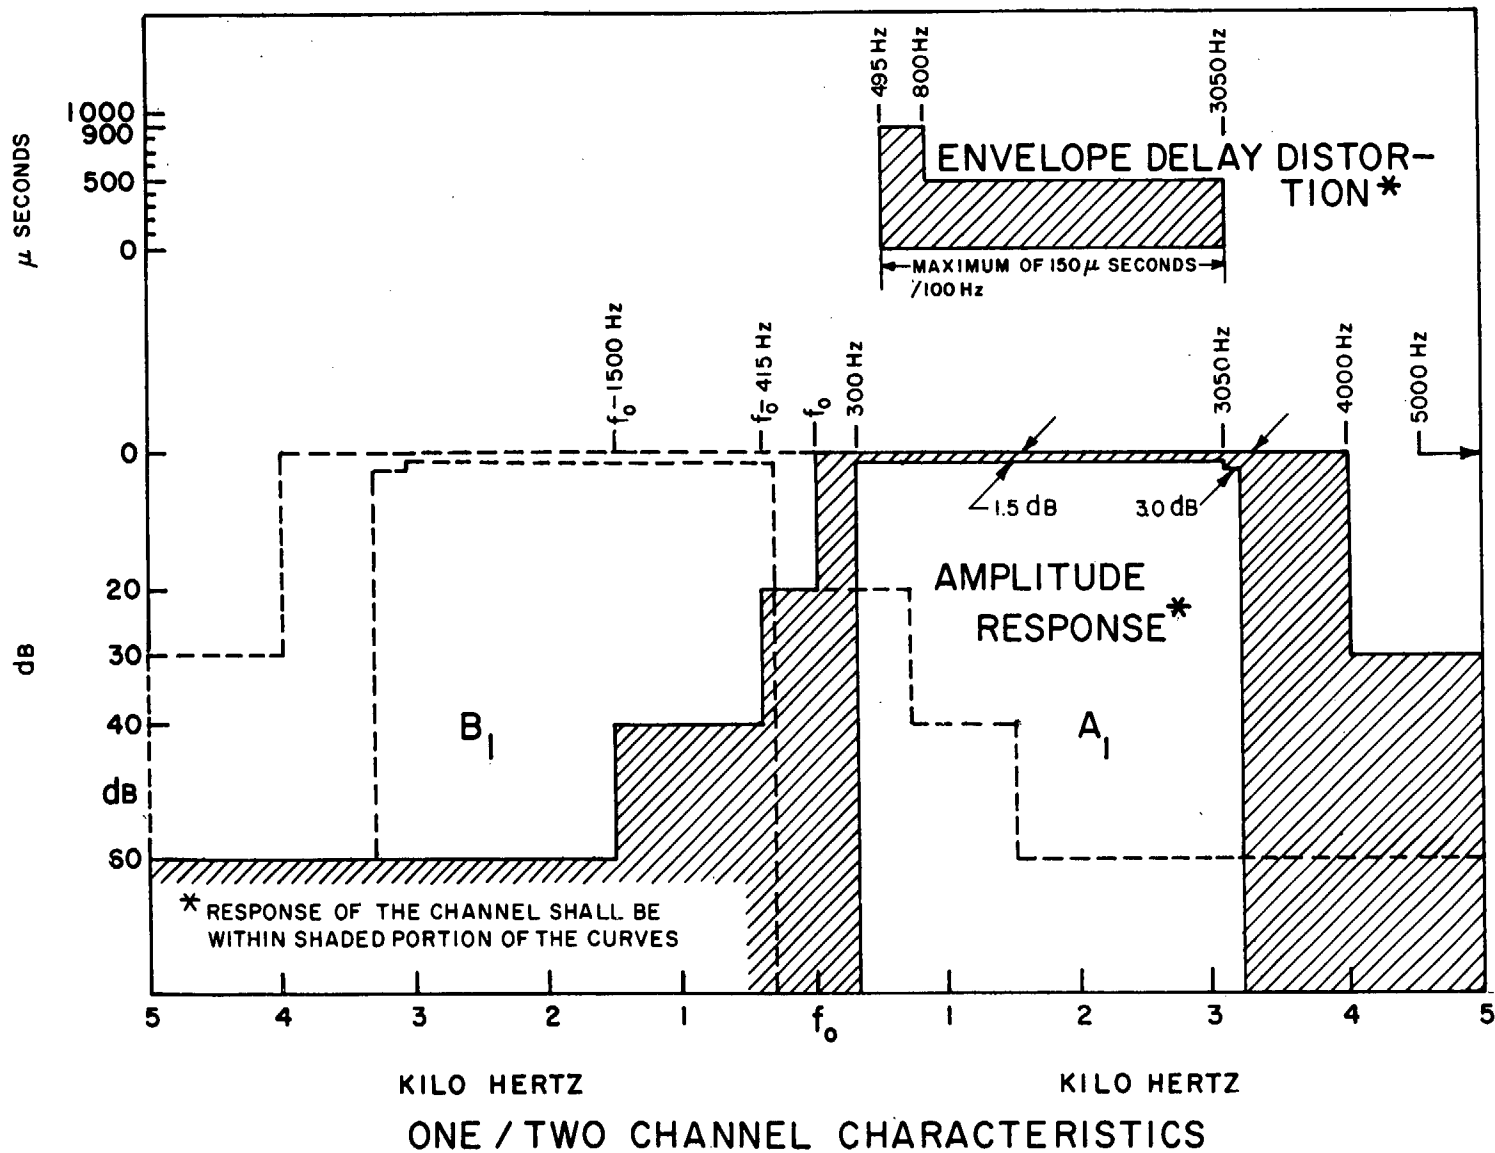 495 Hz
800 Hz
3050 Hz
1000
900
500
0
μ SECONDS
ENVELOPE DELAY DISTOR-
TION *
MAXIMUM OF 150 μ SECONDS
/100 Hz
f₀-1500 Hz
f₀-415 Hz
f₀
300 Hz
3050 Hz
4000 Hz
5000 Hz
0
20
30
40
dB
60
dB
1.5 dB
3.0 dB
AMPLITUDE
RESPONSE *
B₁
A₁
* RESPONSE OF THE CHANNEL SHALL BE
WITHIN SHADED PORTION OF THE CURVES
5 4 3 2 1 f₀ 1 2 3 4 5
KILO HERTZ KILO HERTZ
ONE / TWO CHANNEL CHARACTERISTICS